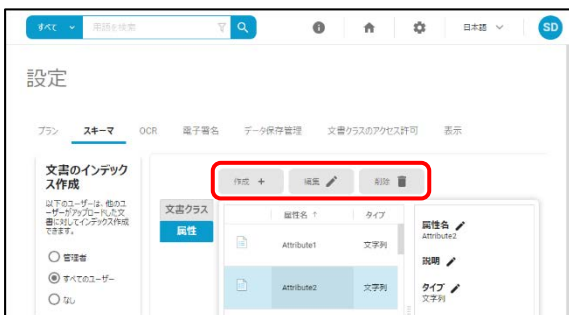 すべて 用語を検索 日本語 SD
設定
プラン スキーマ OCR 電子署名 データ保存管理 文書クラスのアクセス許可 表示
文書のインデック
ス作成
以下のユーザーは、他のユ
ーザーがアップロードした文
書に対してインデックス作成
できます。
管理者
すべてのユーザー
なし
作成 + 編集 削除
文書クラス
属性
属性名 ↑ タイプ
Attribute1 文字列
Attribute2 文字列
属性名
Attribute2
説明
タイプ
文字列